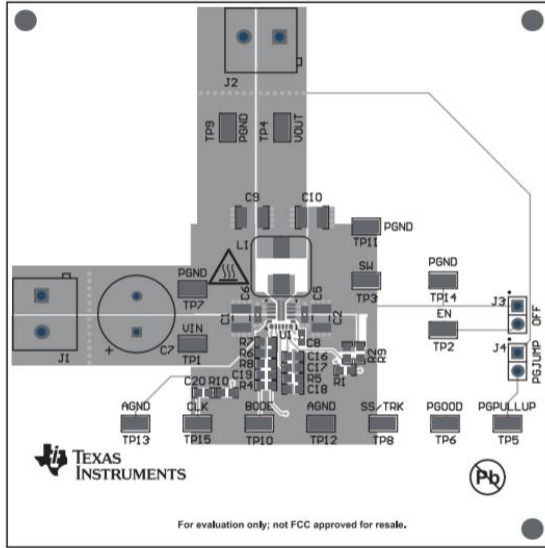 J2
TP9
PGND
TP4
VOUT
C9
C10
L1
PGND
TP11
PGND
TP7
SW
TP3
PGND
TP14
J3
OFF
C6
C1
C5
C2
EN
TP2
J4
PGJUMP
J1
+
C7
VIN
TP1
U1
C8
R7
R6
R8
R4
C19
C16
C17
R5
C18
R2
R9
R1
C20
R10
AGND
TP13
CLK
TP15
BODE
TP10
AGND
TP12
SS/TRK
TP8
PGOOD
TP6
PGPULLUP
TP5
TEXAS
INSTRUMENTS
Pb
For evaluation only; not FCC approved for resale.